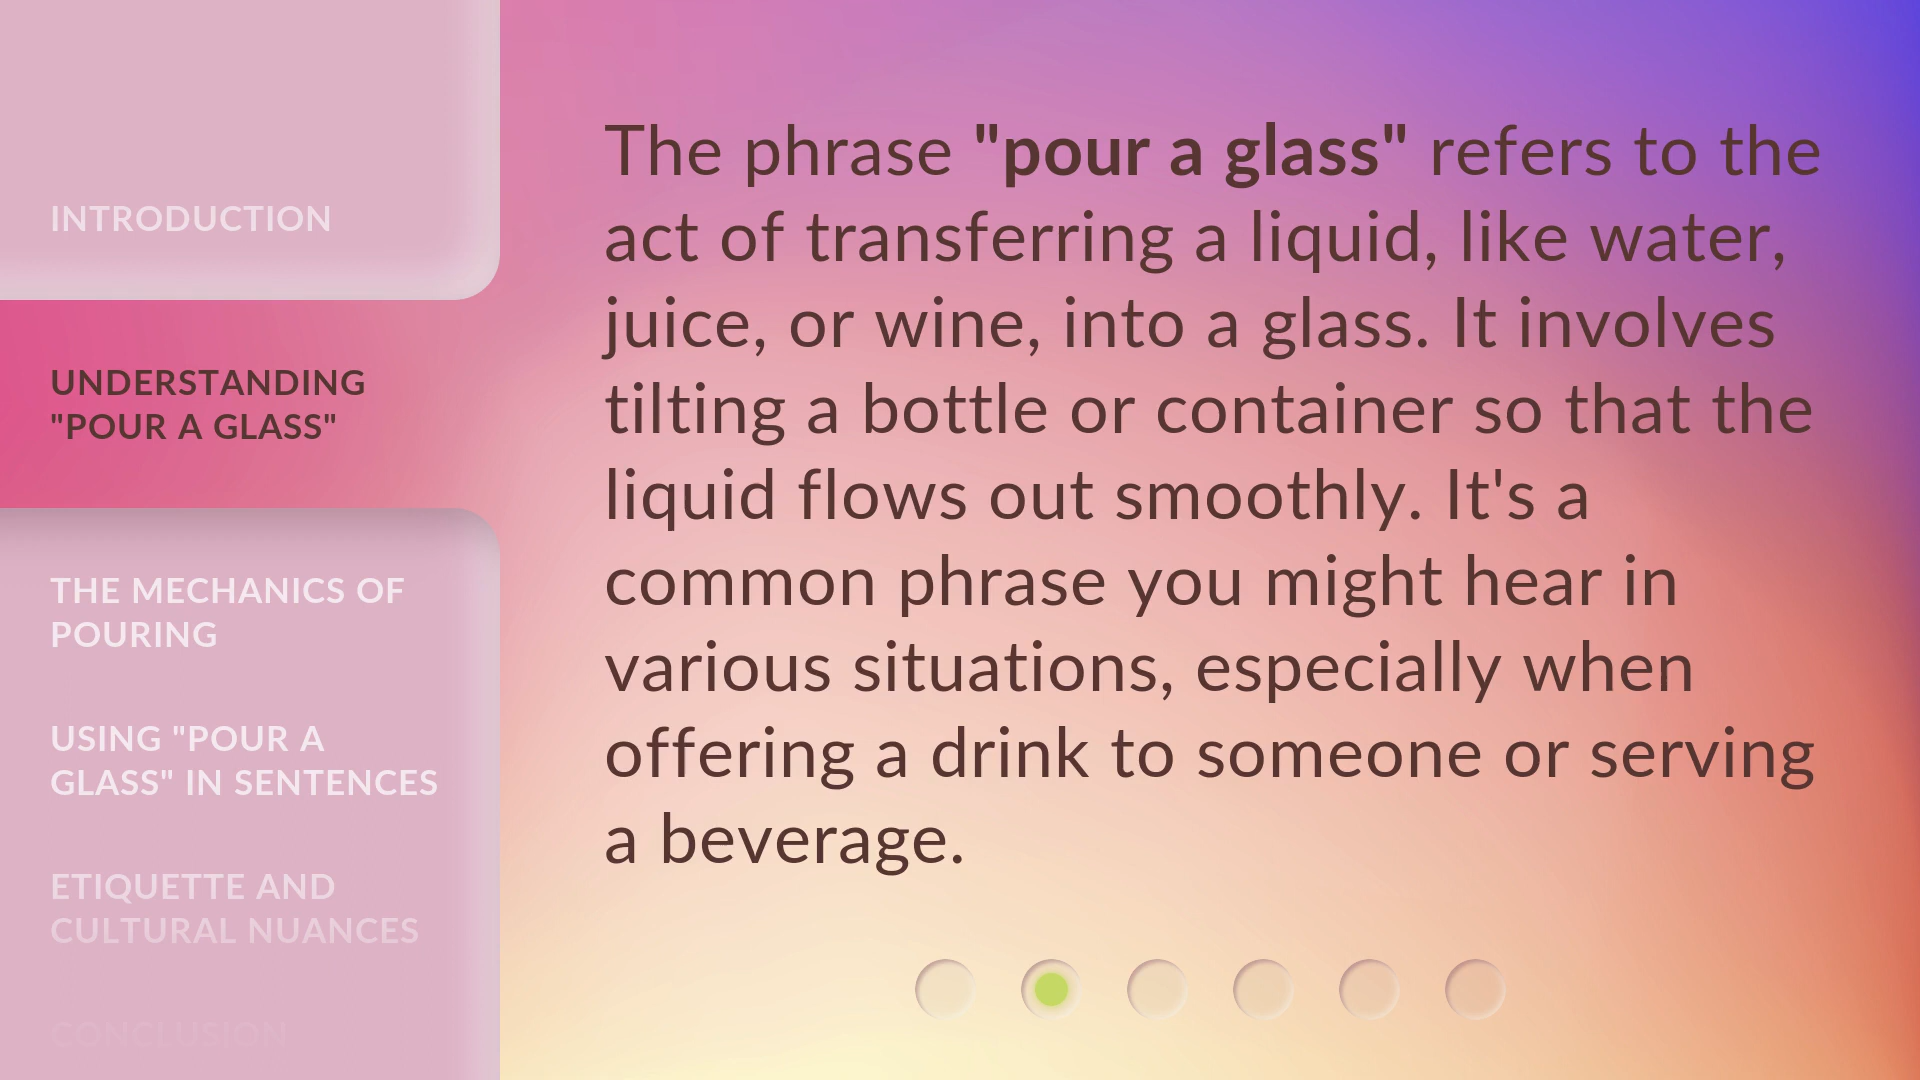 INTRODUCTION
UNDERSTANDING
"POUR A GLASS"
THE MECHANICS OF
POURING
USING "POUR A
GLASS" IN SENTENCES
ETIQUETTE AND
CULTURAL NUANCES
CONCLUSION
The phrase "pour a glass" refers to the
act of transferring a liquid, like water,
juice, or wine, into a glass. It involves
tilting a bottle or container so that the
liquid flows out smoothly. It's a
common phrase you might hear in
various situations, especially when
offering a drink to someone or serving
a beverage.